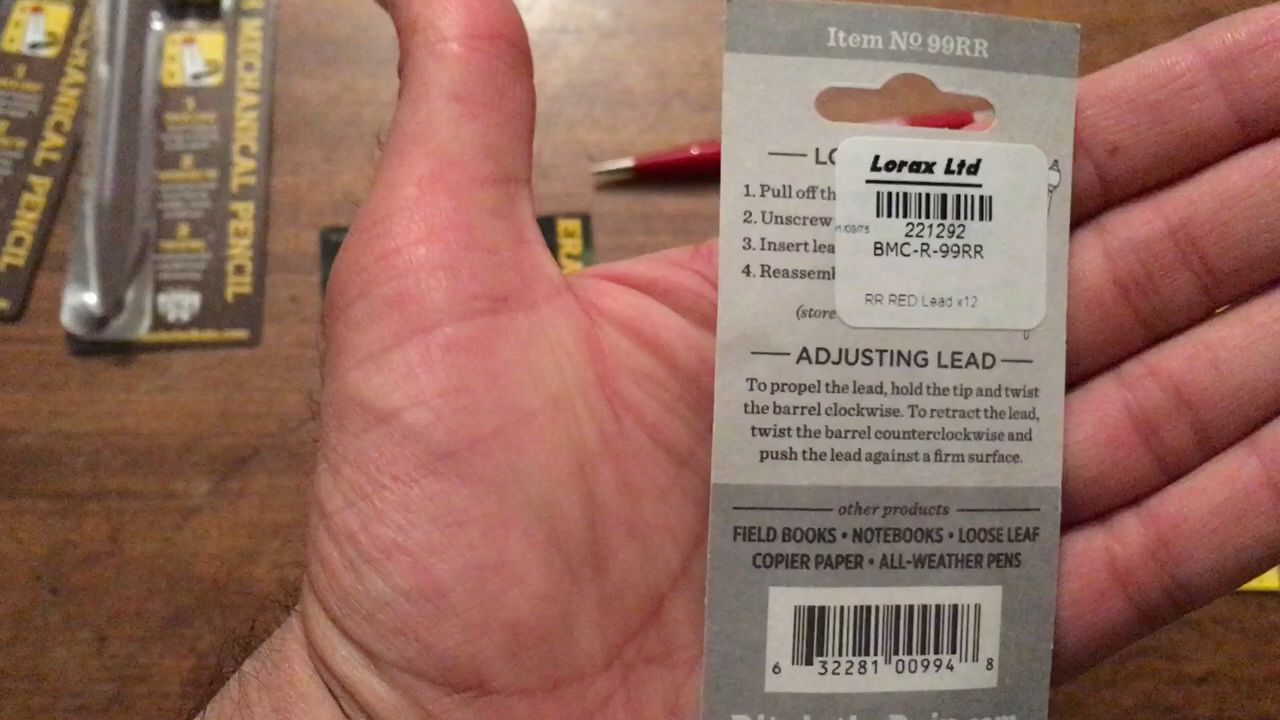 MECHANICAL PENCIL
MECHANICAL PENCIL
ERA
Item Nº 99RR
LO
1. Pull off th
2. Unscrew
3. Insert lea
4. Reassemb
(store
Lorax Ltd
221292
BMC-R-99RR
RR RED Lead x12
ADJUSTING LEAD
To propel the lead, hold the tip and twist
the barrel clockwise. To retract the lead,
twist the barrel counterclockwise and
push the lead against a firm surface.
other products
FIELD BOOKS • NOTEBOOKS • LOOSE LEAF
COPIER PAPER • ALL-WEATHER PENS
6 32281 00994 8